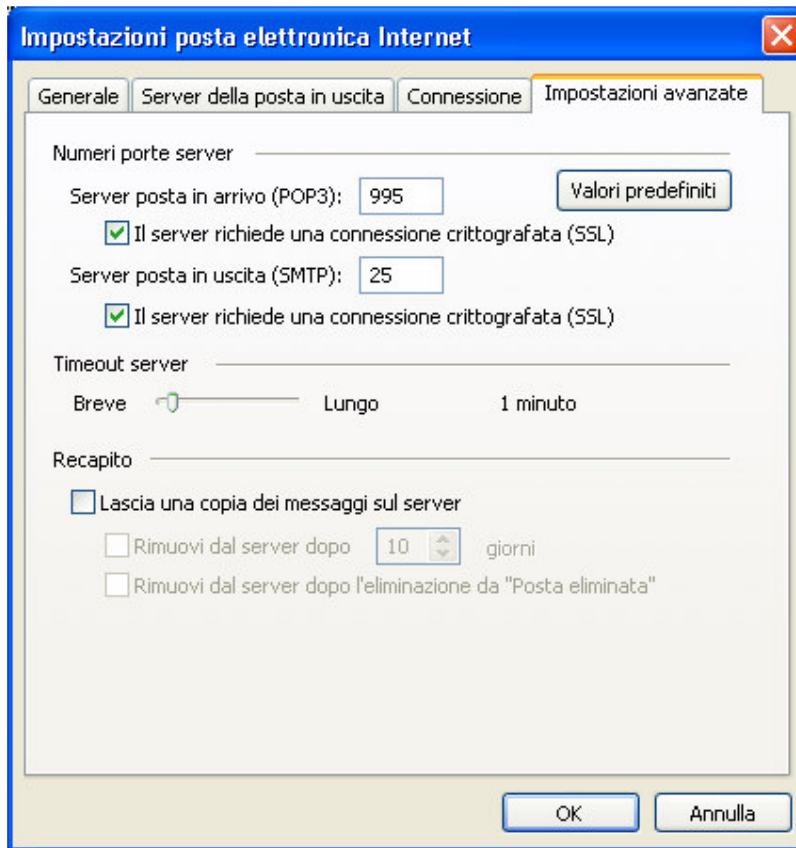 Impostazioni posta elettronica Internet
Generale Server della posta in uscita Connessione Impostazioni avanzate
Numeri porte server
Server posta in arrivo (POP3): 995 Valori predefiniti
Il server richiede una connessione crittografata (SSL)
Server posta in uscita (SMTP): 25
Il server richiede una connessione crittografata (SSL)
Timeout server
Breve Lungo 1 minuto
Recapito
Lascia una copia dei messaggi sul server
Rimuovi dal server dopo 10 giorni
Rimuovi dal server dopo l'eliminazione da "Posta eliminata"
OK Annulla